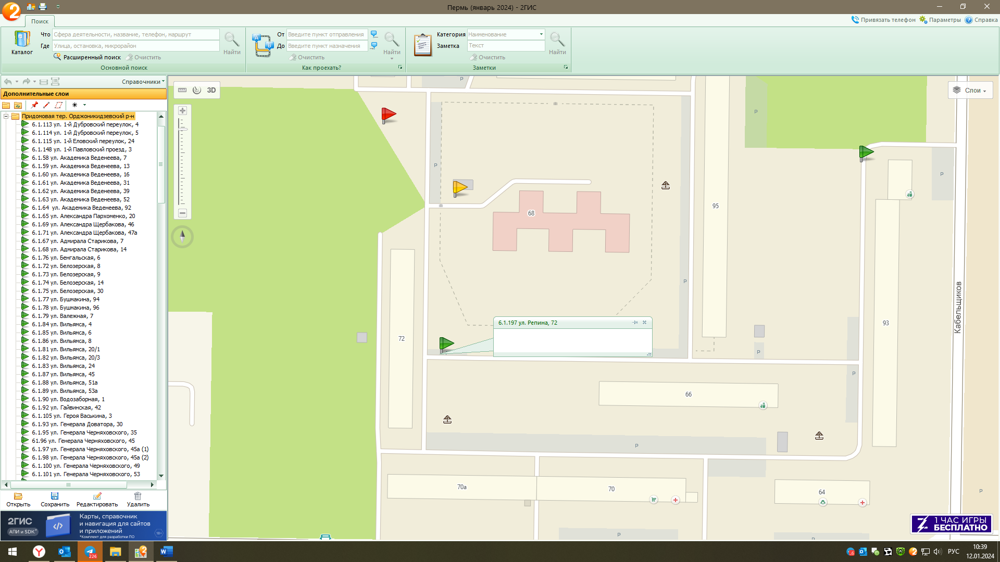 Пермь (январь 2024) - 2ГИС
Поиск
Привязать телефон
Параметры
Справка
Каталог
Что
Сфера деятельности, название, телефон, маршрут
Где
Улица, остановка, микрорайон
Расширенный поиск
Очистить
Найти
Основной поиск
От
Введите пункт отправления
До
Введите пункт назначения
Очистить
Найти
Как проехать?
Категория
Наименование
Заметка
Текст
Очистить
Найти
Заметки
Справочники
Дополнительные слои
Придомовая тер. Орджоникидзевский р-н
6.1.113 ул. 1-й Дубровский переулок, 4
6.1.114 ул. 1-й Дубровский переулок, 5
6.1.115 ул. 1-й Еловский переулок, 24
6.1.148 ул. 1-й Павловский проезд, 3
6.1.58 ул. Академика Веденеева, 7
6.1.59 ул. Академика Веденеева, 13
6.1.60 ул. Академика Веденеева, 16
6.1.61 ул. Академика Веденеева, 31
6.1.62 ул. Академика Веденеева, 39
6.1.63 ул. Академика Веденеева, 52
6.1.64  ул. Академика Веденеева, 92
6.1.65 ул. Александра Пархоменко, 20
6.1.69 ул. Александра Щербакова, 46
6.1.71 ул. Александра Щербакова, 47а
6.1.67 ул. Адмирала Старикова, 7
6.1.68 ул. Адмирала Старикова, 14
6.1.76 ул. Бенгальская, 6
6.1.72 ул. Белозерская, 8
6.1.73 ул. Белозерская, 9
6.1.74 ул. Белозерская, 14
6.1.75 ул. Белозерская, 30
6.1.77 ул. Бушмакина, 94
6.1.78 ул. Бушмакина, 96
6.1.79 ул. Валежная, 7
6.1.84 ул. Вильямса, 4
6.1.85 ул. Вильямса, 6
6.1.86 ул. Вильямса, 8
6.1.81 ул. Вильямса, 20/1
6.1.82 ул. Вильямса, 20/3
6.1.83 ул. Вильямса, 24
6.1.87 ул. Вильямса, 45
6.1.88 ул. Вильямса, 51а
6.1.89 ул. Вильямса, 53а
6.1.90 ул. Водозаборная, 1
6.1.92 ул. Гайвинская, 42
6.1.105 ул. Героя Васькина, 3
6.1.93 ул. Генерала Доватора, 30
6.1.95 ул. Генерала Черняховского, 35
61.96 ул. Генерала Черняховского, 45
6.1.97 ул. Генерала Черняховского, 45а (1)
6.1.98 ул. Генерала Черняховского, 45а (2)
6.1.100 ул. Генерала Черняховского, 49
6.1.101 ул. Генерала Черняховского, 53
Открыть
Сохранить
Редактировать
Удалить
2ГИС
АПИ и SDK*
Карты, справочник
и навигация для сайтов
и приложений
*Комплект для разработки ПО
18+
3D
Слои
P
P
P
P
68
95
P
93
P
6.1.197 ул. Репина, 72
72
P
P
66
P
70а
70
64
P
P
P
Кабельщиков
1 ЧАС ИГРЫ
БЕСПЛАТНО
226
РУС
10:39
12.01.2024